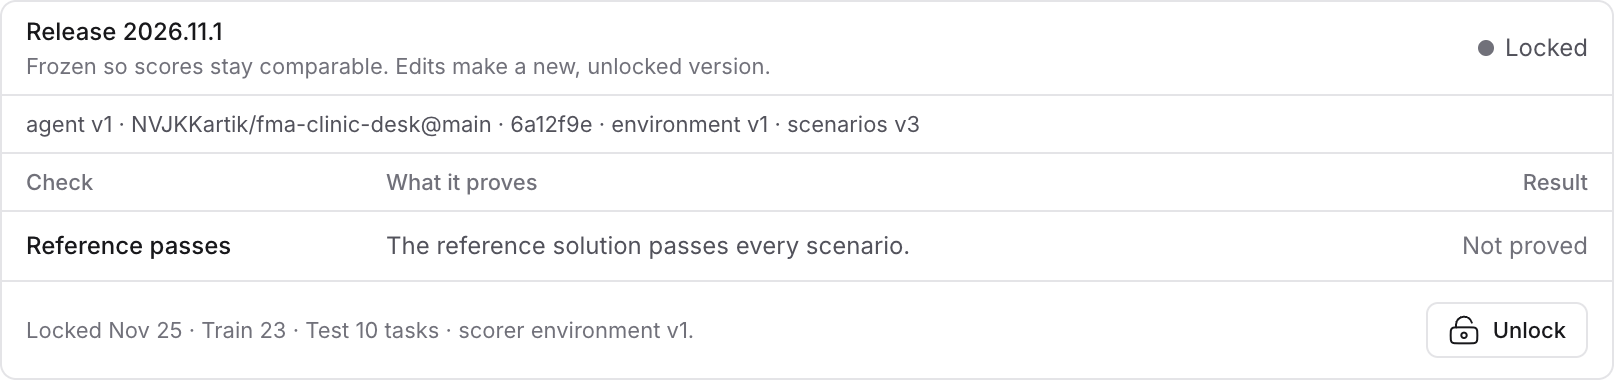 Release 2026.11.1
Locked
Frozen so scores stay comparable. Edits make a new, unlocked version.
agent v1 · NVJKKartik/fma-clinic-desk@main · 6a12f9e · environment v1 · scenarios v3
Check What it proves Result
Reference passes The reference solution passes every scenario. Not proved
Locked Nov 25 · Train 23 · Test 10 tasks · scorer environment v1.
Unlock